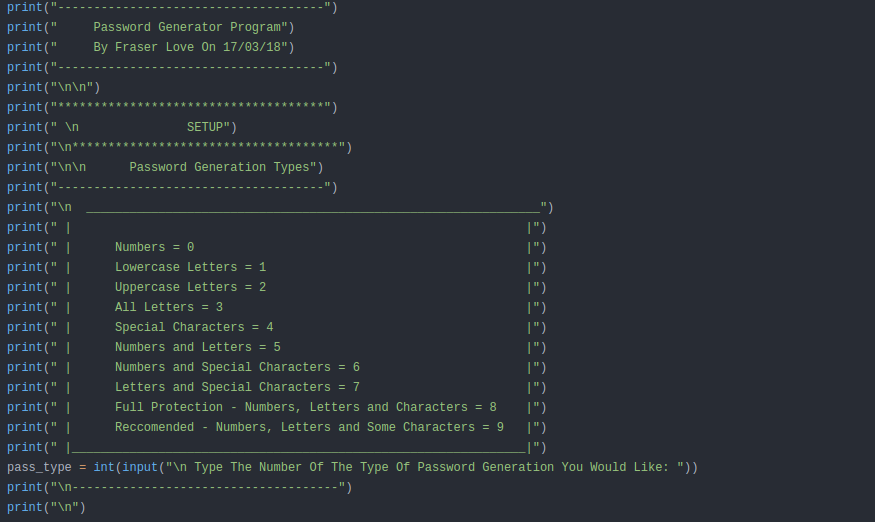 print("-------------------------------------")
print("     Password Generator Program")
print("     By Fraser Love On 17/03/18")
print("-------------------------------------")
print("\n\n")
print("*************************************")
print(" \n               SETUP")
print("\n*************************************")
print("\n\n      Password Generation Types")
print("-------------------------------------")
print("\n  _______________________________________________________________")
print(" |                                                               |")
print(" |      Numbers = 0                                              |")
print(" |      Lowercase Letters = 1                                    |")
print(" |      Uppercase Letters = 2                                    |")
print(" |      All Letters = 3                                          |")
print(" |      Special Characters = 4                                   |")
print(" |      Numbers and Letters = 5                                  |")
print(" |      Numbers and Special Characters = 6                       |")
print(" |      Letters and Special Characters = 7                       |")
print(" |      Full Protection - Numbers, Letters and Characters = 8    |")
print(" |      Reccomended - Numbers, Letters and Some Characters = 9   |")
print(" |_______________________________________________________________|")
pass_type = int(input("\n Type The Number Of The Type Of Password Generation You Would Like: "))
print("\n-------------------------------------")
print("\n")